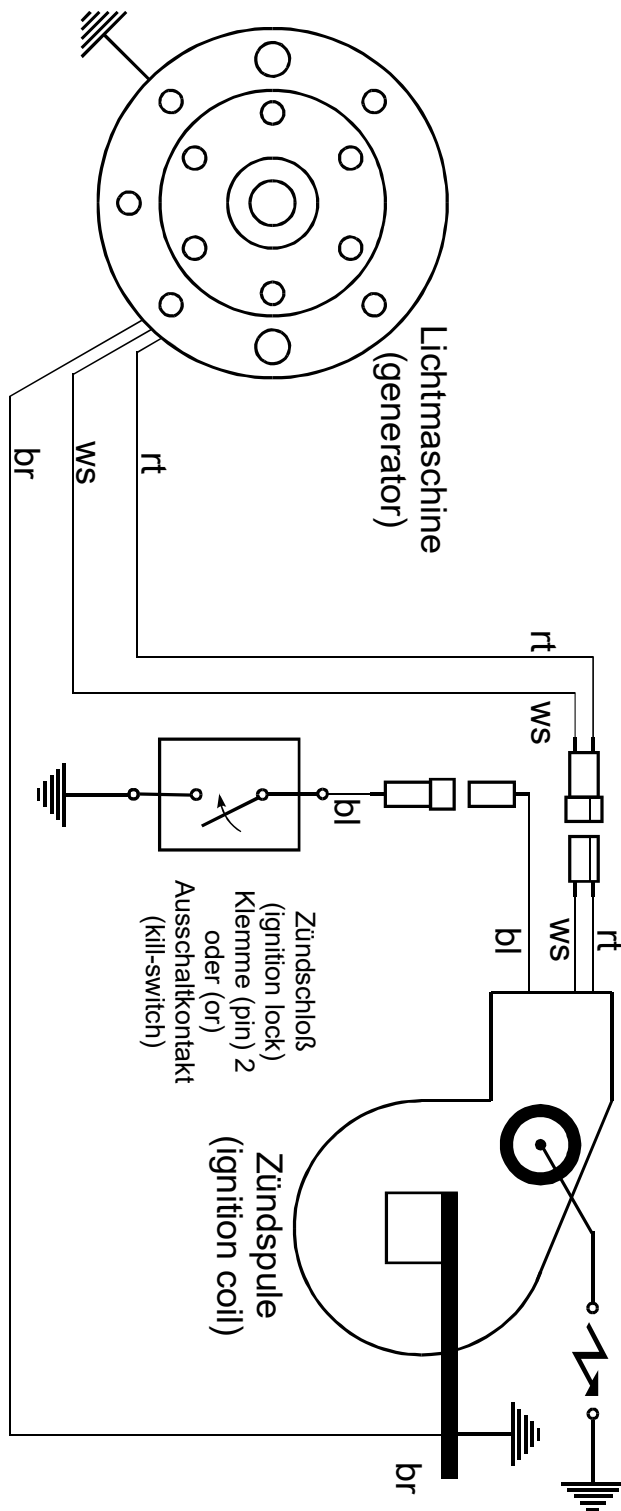 Lichtmaschine
(generator)
rt
ws
br
rt
ws
bl
rt
ws
bl
Zündschloß
(ignition lock)
Klemme (pin) 2
oder (or)
Ausschaltkontakt
(kill-switch)
Zündspule
(ignition coil)
br